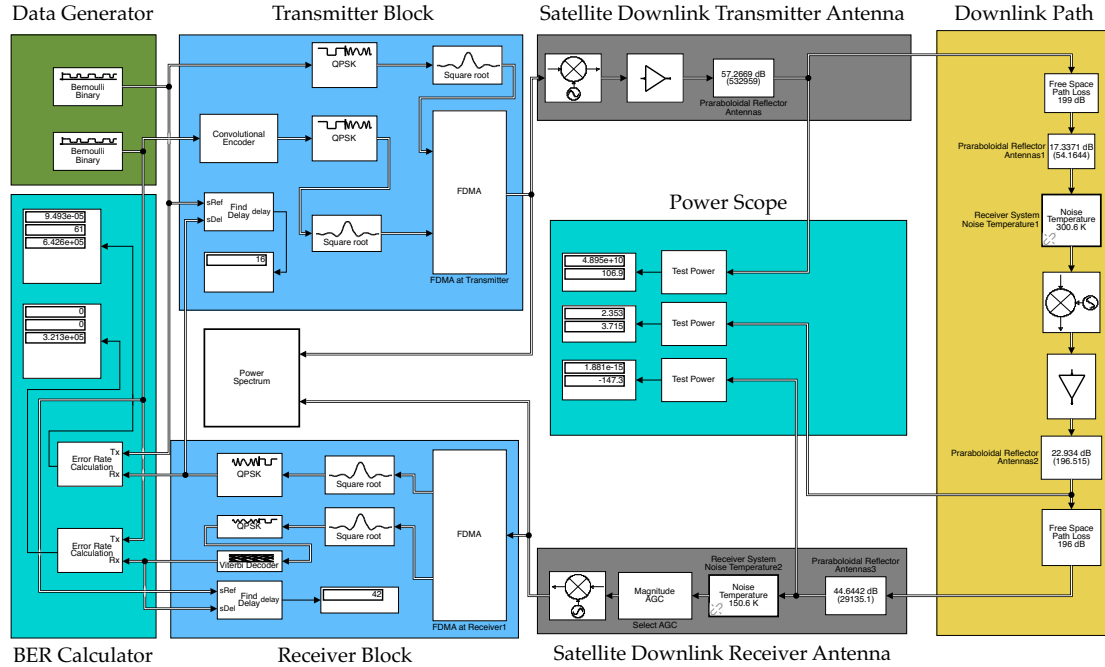 Data Generator
Transmitter Block
Satellite Downlink Transmitter Antenna
Downlink Path
Bernoulli
Binary
Bernoulli
Binary
QPSK
Square root
Convolutional
Encoder
QPSK
sRef
sDel
Find
Delay
delay
16
Square root
FDMA
FDMA at Transmitter
57.2669 dB
(532959)
Praraboloidal Reflector
Antennas
Free Space
Path Loss
199 dB
Praraboloidal Reflector
Antennas1
17.3371 dB
(54.1644)
Receiver System
Noise Temperature1
Noise
Temperature
300.6 K
Praraboloidal Reflector
Antennas2
22.934 dB
(196.515)
Free Space
Path Loss
196 dB
Power Scope
4.895e+10
106.9
Test Power
2.353
3.715
Test Power
1.881e-15
-147.3
Test Power
9.493e-05
61
6.426e+05
0
0
3.213e+05
Power
Spectrum
Error Rate
Calculation
Tx
Rx
Error Rate
Calculation
Tx
Rx
QPSK
Square root
QPSK
Square root
Viterbi Decoder
sRef
sDel
Find
Delay
delay
42
FDMA
FDMA at Receiver1
Magnitude
AGC
Select AGC
Receiver System
Noise Temperature2
Noise
Temperature
150.6 K
Praraboloidal Reflector
Antennas3
44.6442 dB
(29135.1)
BER Calculator
Receiver Block
Satellite Downlink Receiver Antenna